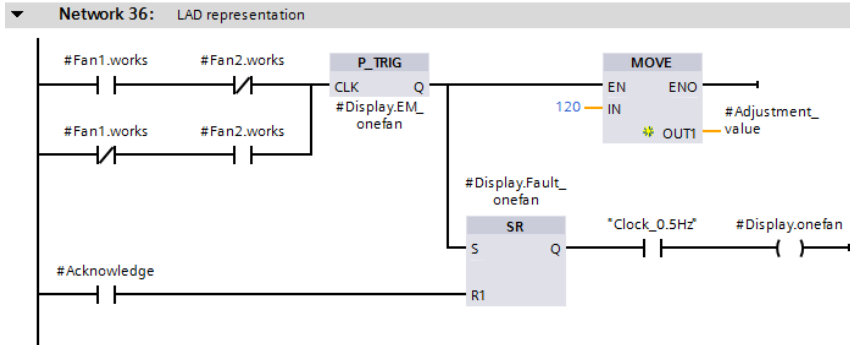 Network 36: LAD representation
#Fan1.works #Fan2.works P_TRIG MOVE
CLK Q EN ENO
#Display.EM_
onefan
120 IN #Adjustment_
value
OUT1
#Fan1.works #Fan2.works
#Display.Fault_
onefan
SR "Clock_0.5Hz" #Display.onefan
S Q
#Acknowledge
R1